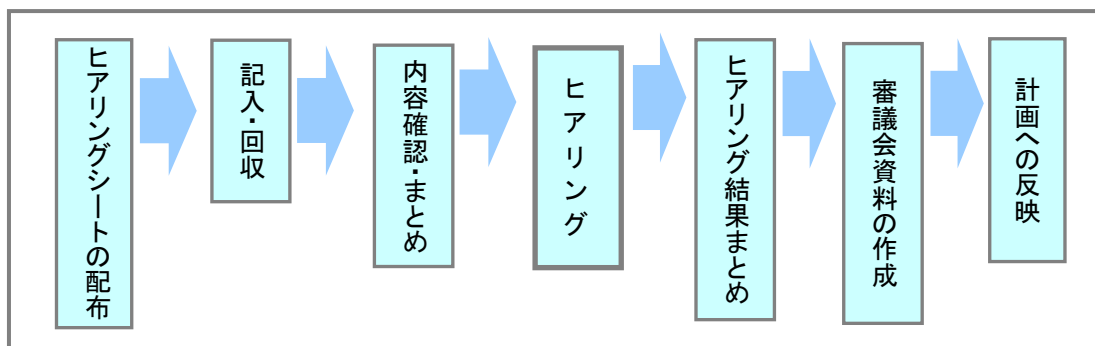 ヒアリングシートの配布
記入・回収
内容確認・まとめ
ヒアリング
ヒアリング結果まとめ
審議会資料の作成
計画への反映